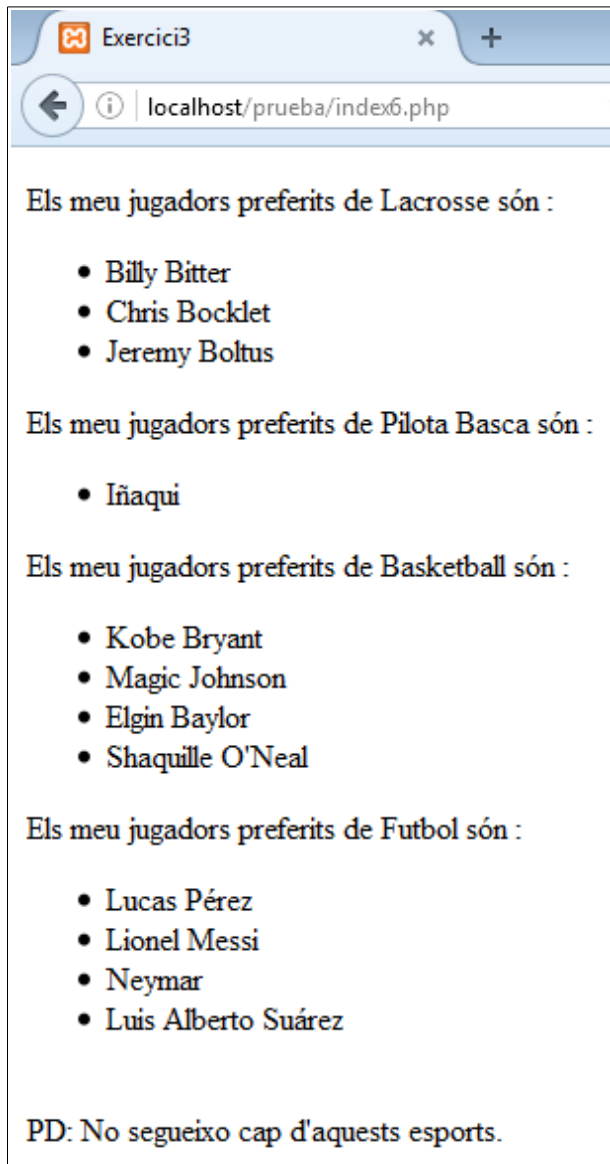 Exercici3
localhost/prueba/index6.php
Els meu jugadors preferits de Lacrosse són :
Billy Bitter
Chris Bocklet
Jeremy Boltus
Els meu jugadors preferits de Pilota Basca són :
Iñaqui
Els meu jugadors preferits de Basketball són :
Kobe Bryant
Magic Johnson
Elgin Baylor
Shaquille O'Neal
Els meu jugadors preferits de Futbol són :
Lucas Pérez
Lionel Messi
Neymar
Luis Alberto Suárez
PD: No segueixo cap d'aquests esports.